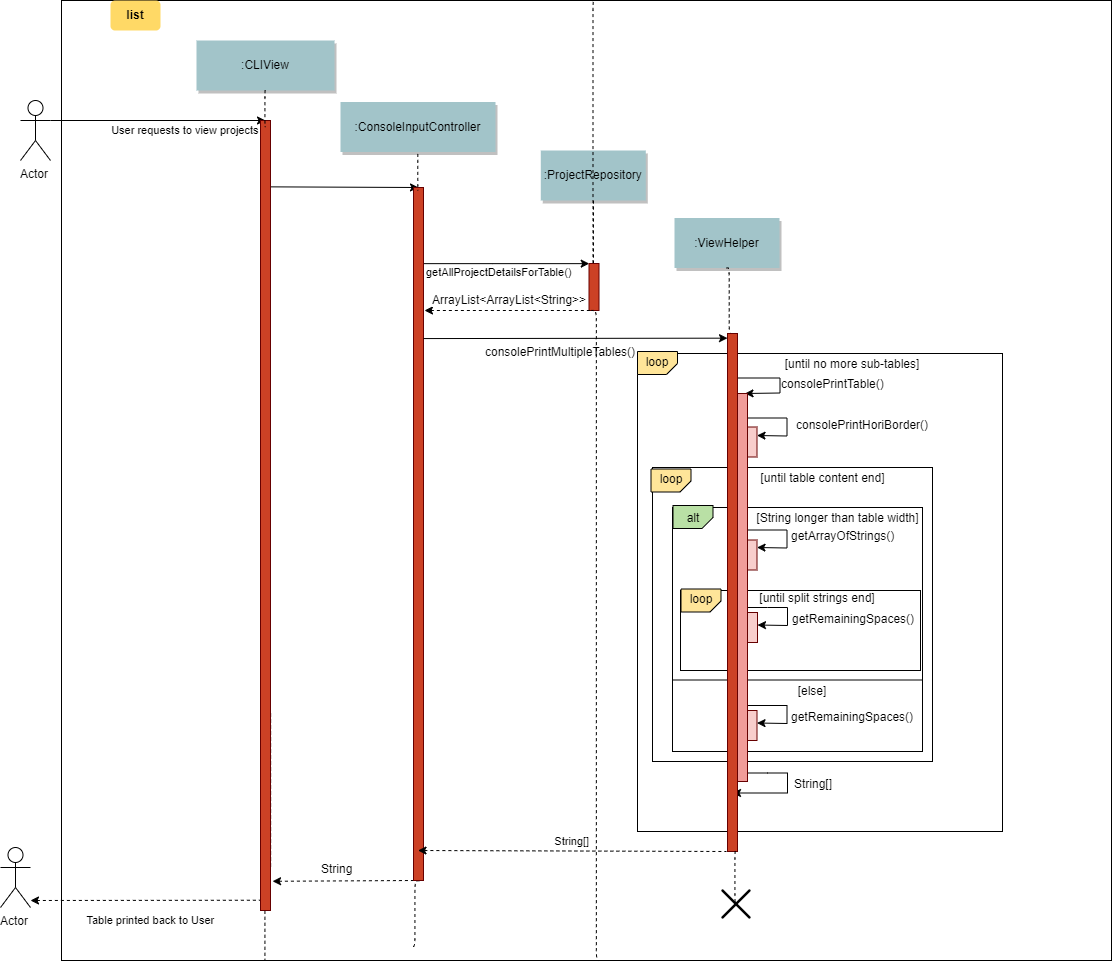 list
:CLIView
:ConsoleInputController
User requests to view projects
Actor
:ProjectRepository
:ViewHelper
getAllProjectDetailsForTable()
ArrayList<ArrayList<String>>
consolePrintMultipleTables()
loop
[until no more sub-tables]
consolePrintTable()
consolePrintHoriBorder()
loop
[until table content end]
alt
[String longer than table width]
getArrayOfStrings()
loop
[until split strings end]
getRemainingSpaces()
[else]
getRemainingSpaces()
String[]
String[]
String
Actor
Table printed back to User